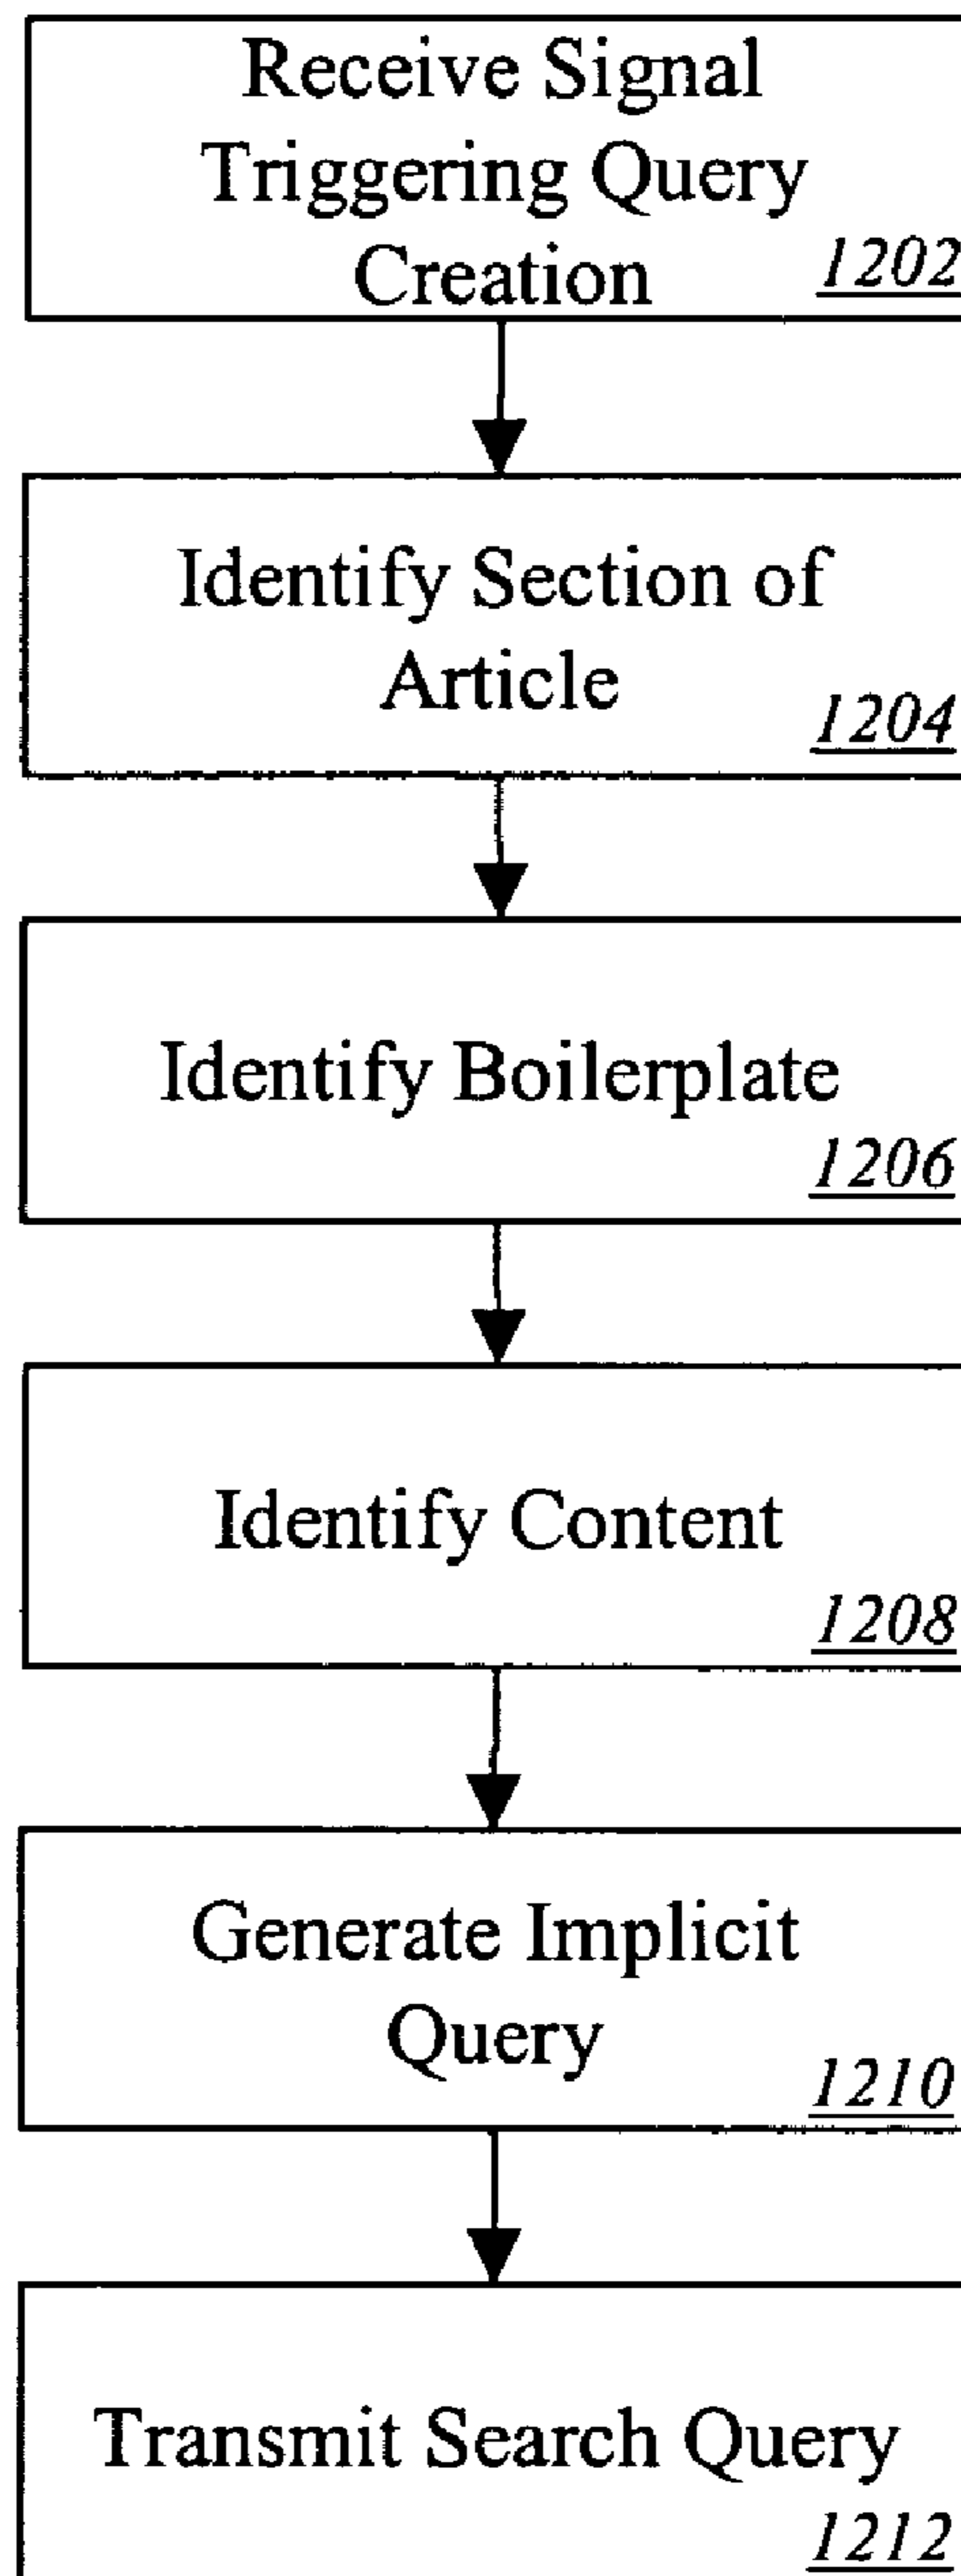 Receive Signal
Triggering Query
Creation
1202
Identify Section of
Article
1204
Identify Boilerplate
1206
Identify Content
1208
Generate Implicit
Query
1210
Transmit Search Query
1212